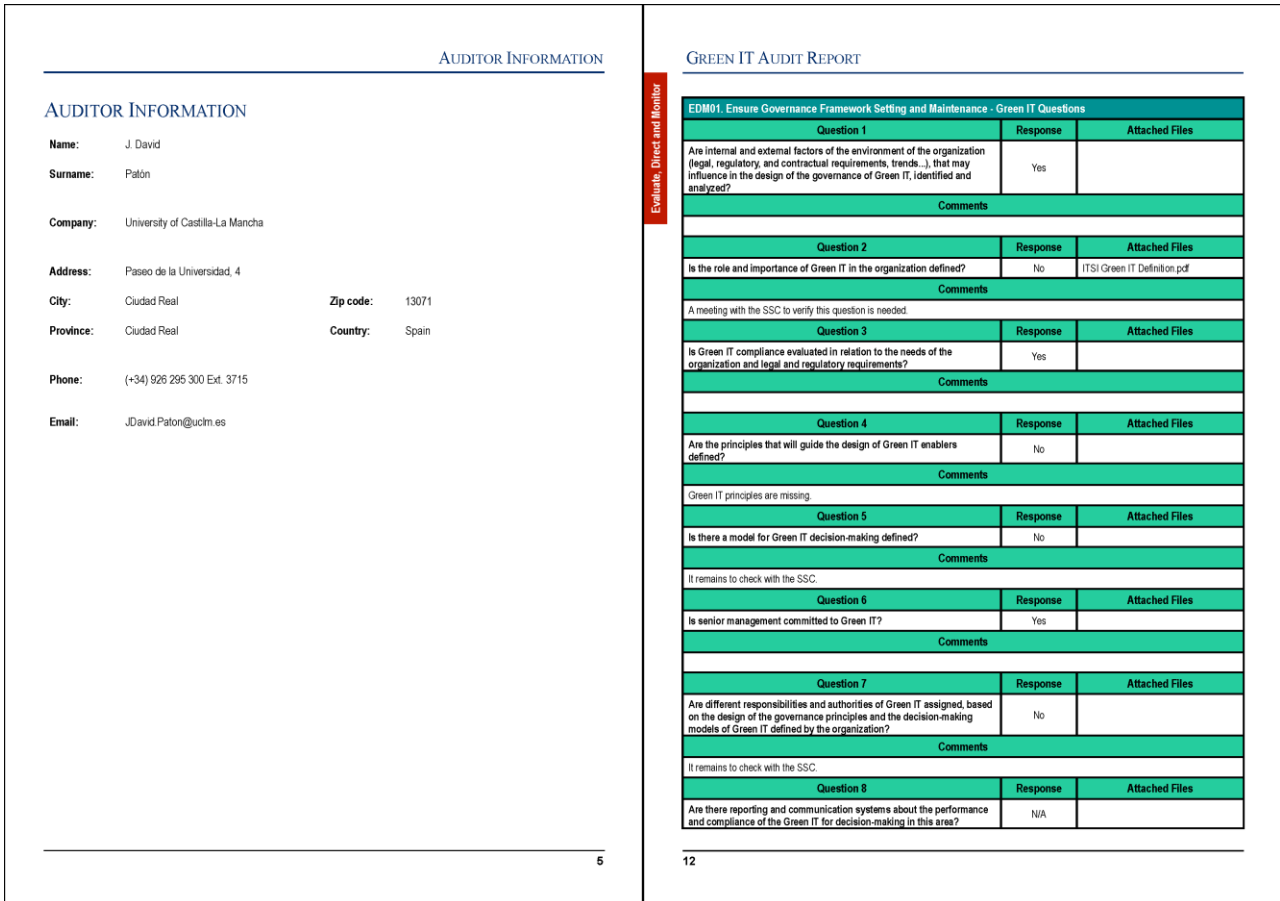 AUDITOR INFORMATION
AUDITOR INFORMATION
Name: J. David
Surname: Patón
Company: University of Castilla-La Mancha
Address: Paseo de la Universidad, 4
City: Ciudad Real Zip code: 13071
Province: Ciudad Real Country: Spain
Phone: (+34) 926 295 300 Ext. 3715
Email: JDavid.Paton@uclm.es
5
GREEN IT AUDIT REPORT
Evaluate, Direct and Monitor
EDM01. Ensure Governance Framework Setting and Maintenance - Green IT Questions
Question 1 Response Attached Files
Are internal and external factors of the environment of the organization
(legal, regulatory, and contractual requirements, trends...), that may
influence in the design of the governance of Green IT, identified and
analyzed?
Yes
Comments
Question 2 Response Attached Files
Is the role and importance of Green IT in the organization defined? No ITSI Green IT Definition.pdf
Comments
A meeting with the SSC to verify this question is needed.
Question 3 Response Attached Files
Is Green IT compliance evaluated in relation to the needs of the
organization and legal and regulatory requirements?
Yes
Comments
Question 4 Response Attached Files
Are the principles that will guide the design of Green IT enablers
defined?
No
Comments
Green IT principles are missing.
Question 5 Response Attached Files
Is there a model for Green IT decision-making defined? No
Comments
It remains to check with the SSC.
Question 6 Response Attached Files
Is senior management committed to Green IT? Yes
Comments
Question 7 Response Attached Files
Are different responsibilities and authorities of Green IT assigned, based
on the design of the governance principles and the decision-making
models of Green IT defined by the organization?
No
Comments
It remains to check with the SSC.
Question 8 Response Attached Files
Are there reporting and communication systems about the performance
and compliance of the Green IT for decision-making in this area?
N/A
12